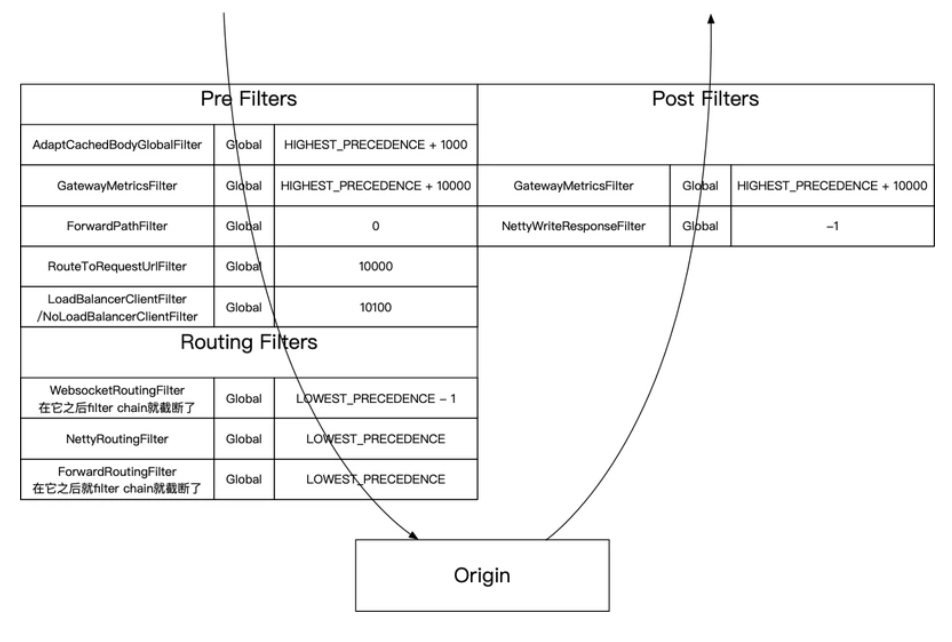 Pre Filters
AdaptCachedBodyGlobalFilter Global HIGHEST_PRECEDENCE + 1000
GatewayMetricsFilter Global HIGHEST_PRECEDENCE + 10000
ForwardPathFilter Global 0
RouteToRequestUrlFilter Global 10000
LoadBalancerClientFilter
/NoLoadBalancerClientFilter Global 10100
Routing Filters
WebsocketRoutingFilter
在它之后filter chain就截断了 Global LOWEST_PRECEDENCE – 1
NettyRoutingFilter Global LOWEST_PRECEDENCE
ForwardRoutingFilter
在它之后就filter chain就截断了 Global LOWEST_PRECEDENCE
Post Filters
GatewayMetricsFilter Global HIGHEST_PRECEDENCE + 10000
NettyWriteResponseFilter Global –1
Origin